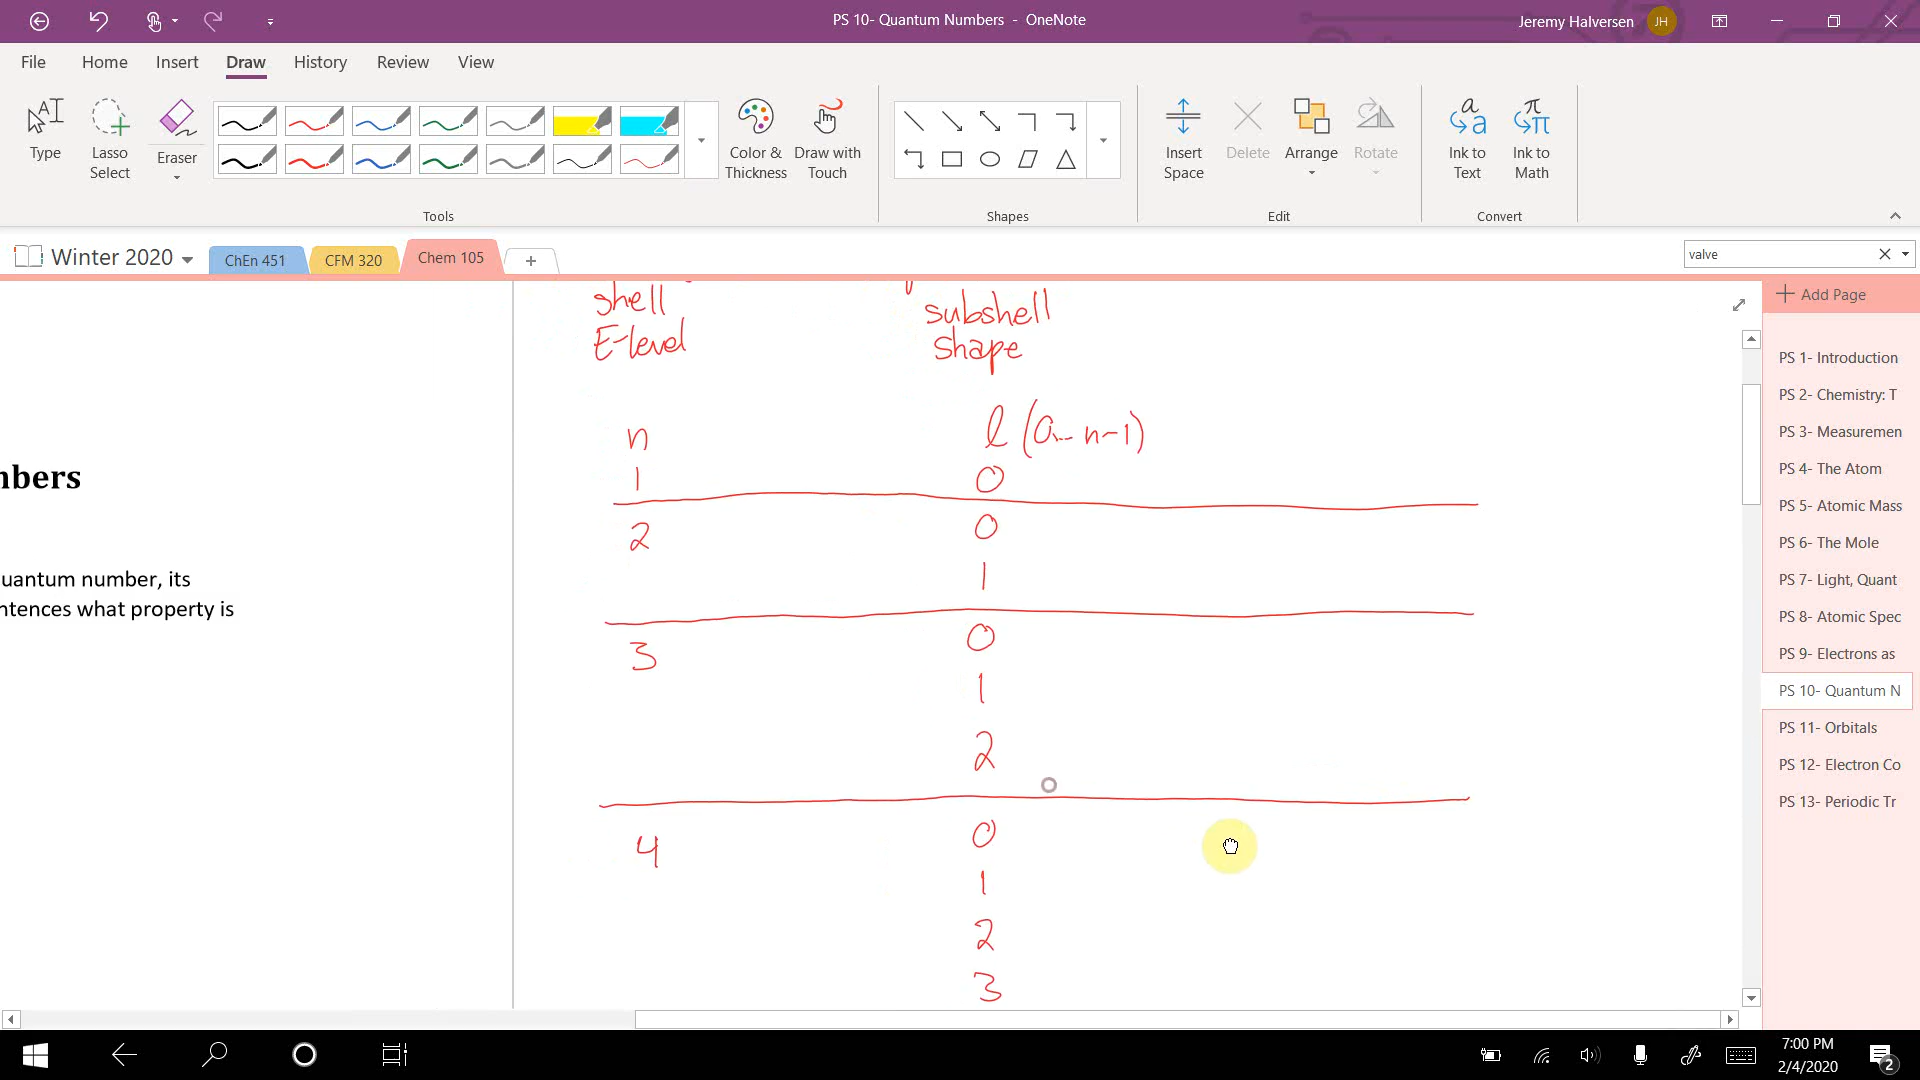 PS 10- Quantum Numbers - OneNote
Jeremy Halversen JH
File Home Insert Draw History Review View
Type
Lasso Select
Eraser
Color & Thickness
Draw with Touch
Insert Space
Delete
Arrange
Rotate
Ink to Text
Ink to Math
Tools Shapes Edit Convert
Winter 2020 ChEn 451 CFM 320 Chem 105 +
valve
Add Page
PS 1- Introduction
PS 2- Chemistry: T
PS 3- Measuremen
PS 4- The Atom
PS 5- Atomic Mass
PS 6- The Mole
PS 7- Light, Quant
PS 8- Atomic Spec
PS 9- Electrons as
PS 10- Quantum N
PS 11- Orbitals
PS 12- Electron Co
PS 13- Periodic Tr
mbers
uantum number, its
ntences what property is
shell
E-level
subshell
shape
n l (0... n-1)
1 0
2 0
1
3 0
1
2
4 0
1
2
3
7:00 PM
2/4/2020
2